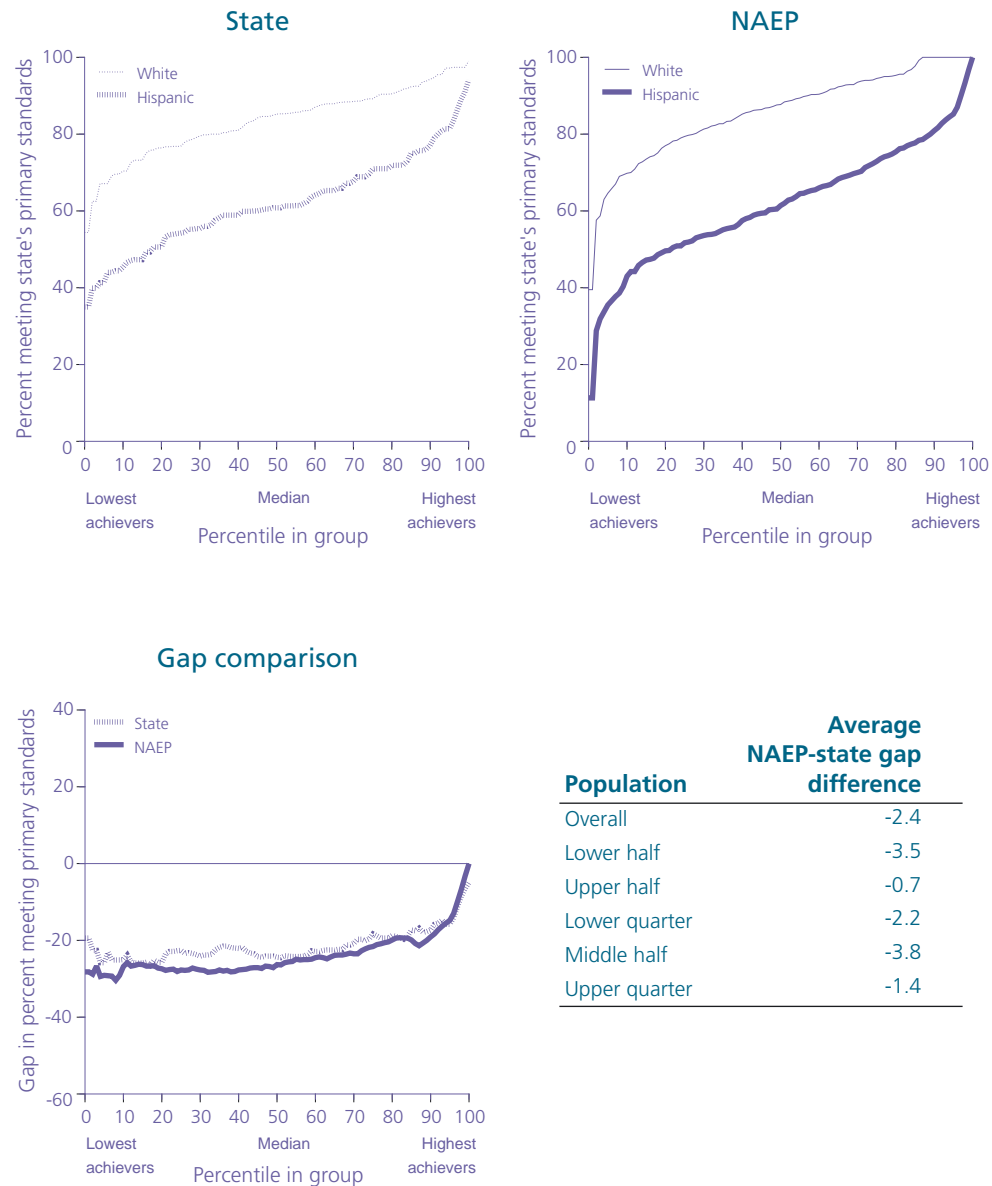 State
Percent meeting state's primary standards
100
80
60
40
20
0
White
Hispanic
0 10 20 30 40 50 60 70 80 90 100
Lowest achievers
Median
Highest achievers
Percentile in group
NAEP
Percent meeting state's primary standards
100
80
60
40
20
0
White
Hispanic
0 10 20 30 40 50 60 70 80 90 100
Lowest achievers
Median
Highest achievers
Percentile in group
Gap comparison
Gap in percent meeting primary standards
40
20
0
-20
-40
-60
State
NAEP
0 10 20 30 40 50 60 70 80 90 100
Lowest achievers
Median
Highest achievers
Percentile in group
Population Average NAEP-state gap difference
Overall -2.4
Lower half -3.5
Upper half -0.7
Lower quarter -2.2
Middle half -3.8
Upper quarter -1.4